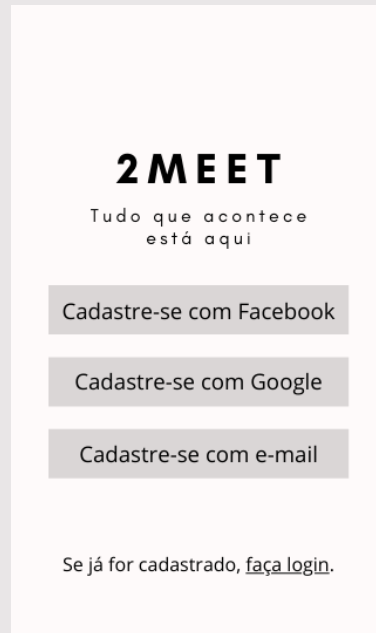 2MEET
Tudo que acontece
está aqui
Cadastre-se com Facebook
Cadastre-se com Google
Cadastre-se com e-mail
Se já for cadastrado, faça login.